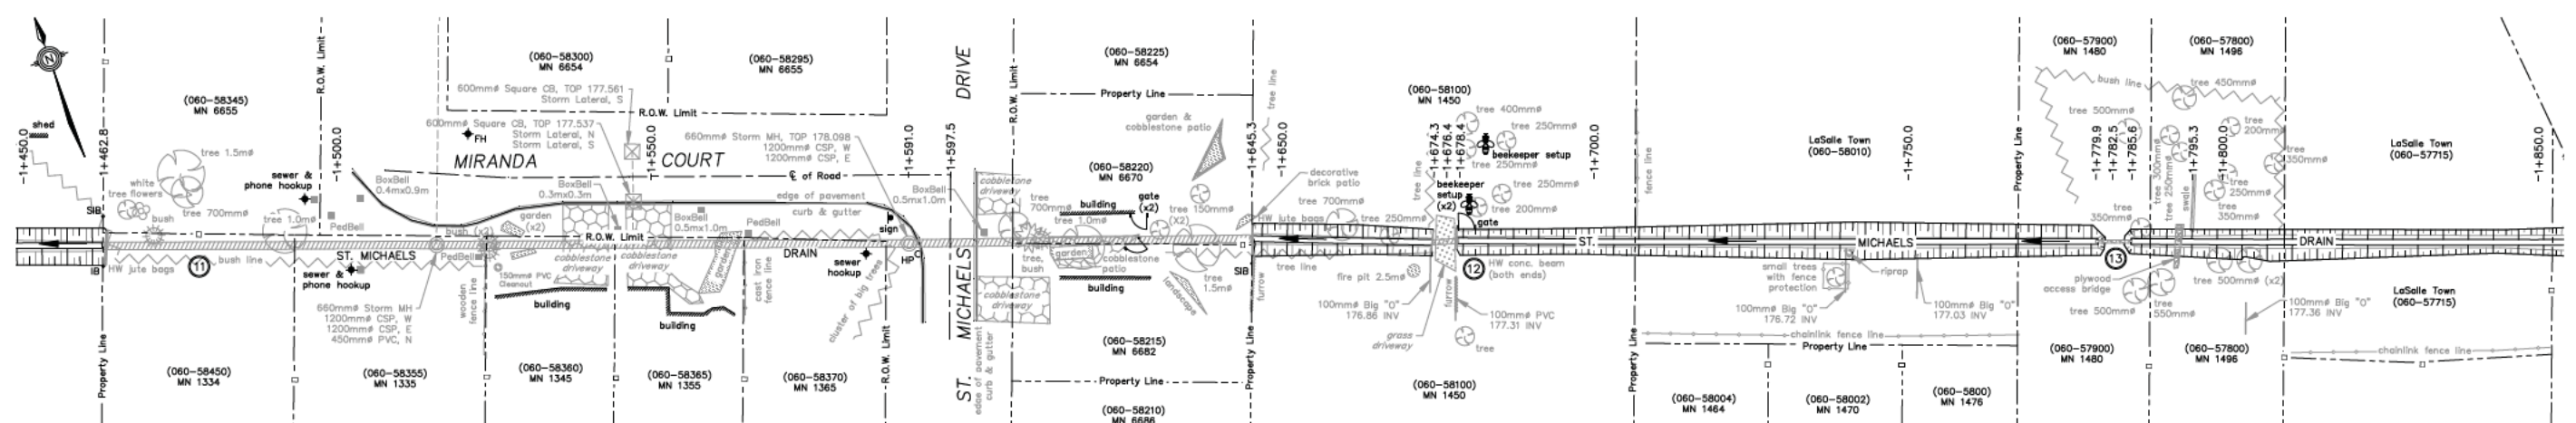 N
shed
1+450.0
1+462.8
(060-58345)
MN 6655
R.O.W. Limit
1+500.0
tree 1.5mø
white
tree flowers
bush
tree 700mmø
tree 1.0mø
sewer &
phone hookup
PedBell
BoxBell
0.4mx0.9m
FH
(060-58300)
MN 6654
(060-58295)
MN 6655
600mmø Square CB, TOP 177.561
Storm Lateral, S
R.O.W. Limit
600mmø Square CB, TOP 177.537
Storm Lateral, N
Storm Lateral, S
1+550.0
660mmø Storm MH, TOP 178.098
1200mmø CSP, W
1200mmø CSP, E
MIRANDA COURT
℄ of Road
BoxBell
0.3mx0.3m
edge of pavement
curb & gutter
garden
(x2)
BoxBell
0.5mx1.0m
PedBell
1+591.0
1+597.5
BoxBell
0.5mx1.0m
sign
SIB
IB
HW jute bags
11
bush line
ST. MICHAELS
DRAIN
bush (x2)
PedBell
R.O.W. Limit
cobblestone
driveway
cobblestone
driveway
garden
sewer &
phone hookup
sewer
hookup
HP
C
150mmø PVC
Cleanout
building
building
wooden
fence line
cast iron
fence line
cluster of big trees
660mmø Storm MH
1200mmø CSP, W
1200mmø CSP, E
450mmø PVC, N
Property Line
(060-58450)
MN 1334
(060-58355)
MN 1335
(060-58360)
MN 1345
(060-58365)
MN 1355
(060-58370)
MN 1365
R.O.W. Limit
ST. MICHAELS DRIVE
edge of pavement
curb & gutter
cobblestone
driveway
cobblestone
driveway
R.O.W. Limit
(060-58225)
MN 6654
Property Line
garden &
cobblestone patio
(060-58220)
MN 6670
building
gate
(x2)
tree
700mmø
tree 1.0mø
tree 150mmø
(x2)
tree,
bush
garden
cobblestone
patio
building
landscape
tree
1.5mø
SIB
(060-58215)
MN 6682
Property Line
(060-58210)
MN 6686
Property Line
1+645.3
1+650.0
tree line
decorative
brick patio
HW jute bags
tree 700mmø
tree 250mmø
tree line
tree line
furrow
fire pit 2.5mø
100mmø Big "O"
176.86 INV
(060-58100)
MN 1450
1+674.3
1+676.4
1+678.4
tree 400mmø
tree 250mmø
beekeeper setup
tree 250mmø
beekeeper
setup
(x2)
tree 250mmø
tree 200mmø
gate
12
HW conc. beam
(both ends)
furrow
100mmø PVC
177.31 INV
grass
driveway
tree
(060-58100)
MN 1450
1+700.0
ST.
fence line
Property Line
LaSalle Town
(060-58010)
1+750.0
MICHAELS
small trees
with fence
protection
riprap
100mmø Big "O"
176.72 INV
100mmø Big "O"
177.03 INV
chainlink fence line
Property Line
(060-58004)
MN 1464
(060-58002)
MN 1470
(060-5800)
MN 1476
Property Line
(060-57900)
MN 1480
(060-57800)
MN 1496
bush line
tree 450mmø
tree 500mmø
1+779.9
1+782.5
1+785.6
tree 300mmø
tree 250mmø
1+795.3
swale
1+800.0
tree
200mmø
tree
350mmø
tree
250mmø
tree
350mmø
tree
350mmø
13
plywood
access bridge
tree 500mmø
tree
550mmø
tree 500mmø (x2)
100mmø Big "O"
177.36 INV
(060-57900)
MN 1480
(060-57800)
MN 1496
DRAIN
LaSalle Town
(060-57715)
1+850.0
LaSalle Town
(060-57715)
chainlink fence line